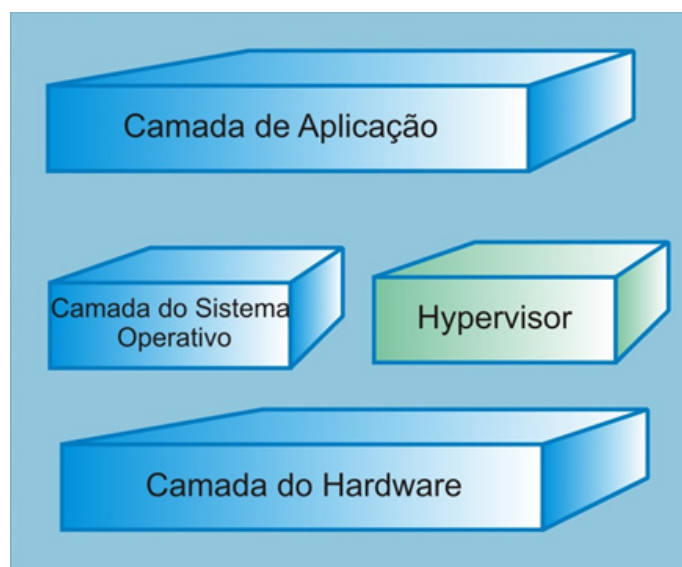 Camada de Aplicação
Camada do Sistema
Operativo
Hypervisor
Camada do Hardware